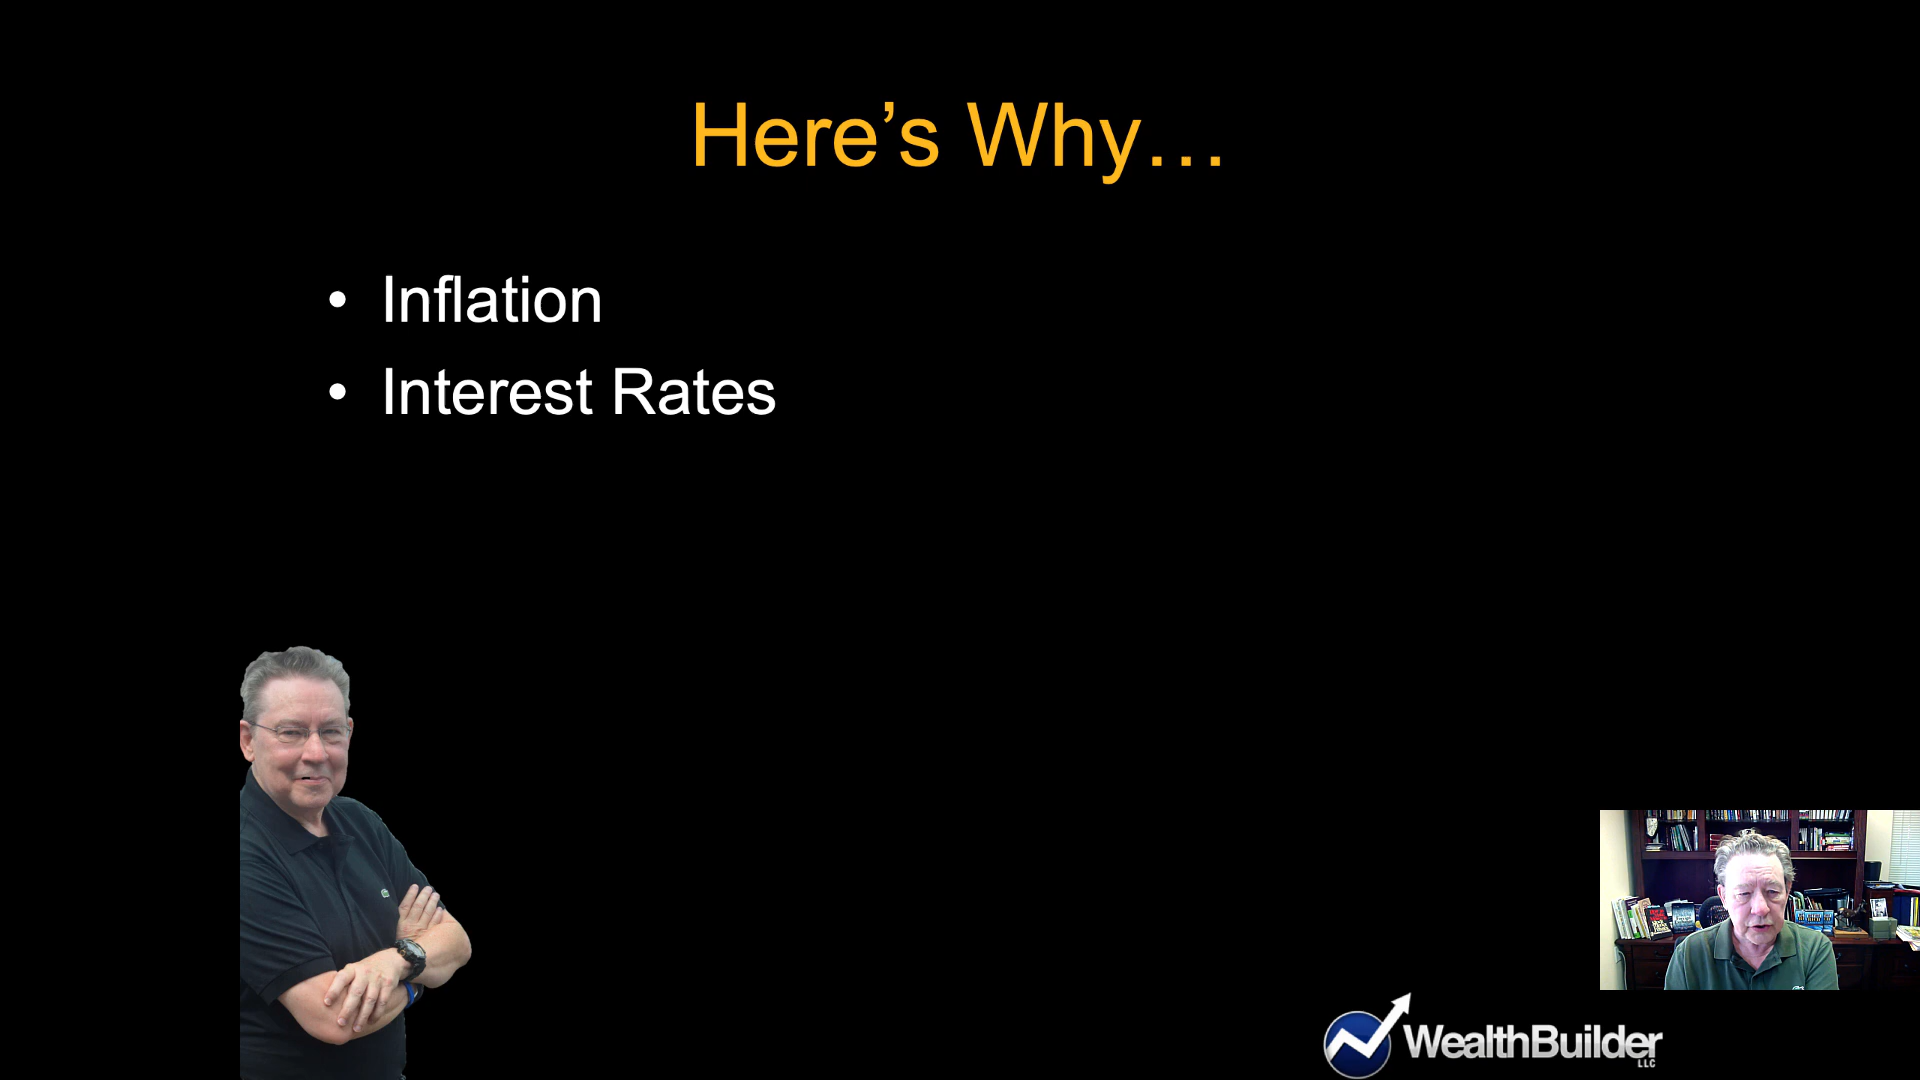 Here’s Why…
• Inflation
• Interest Rates
WealthBuilder
LLC